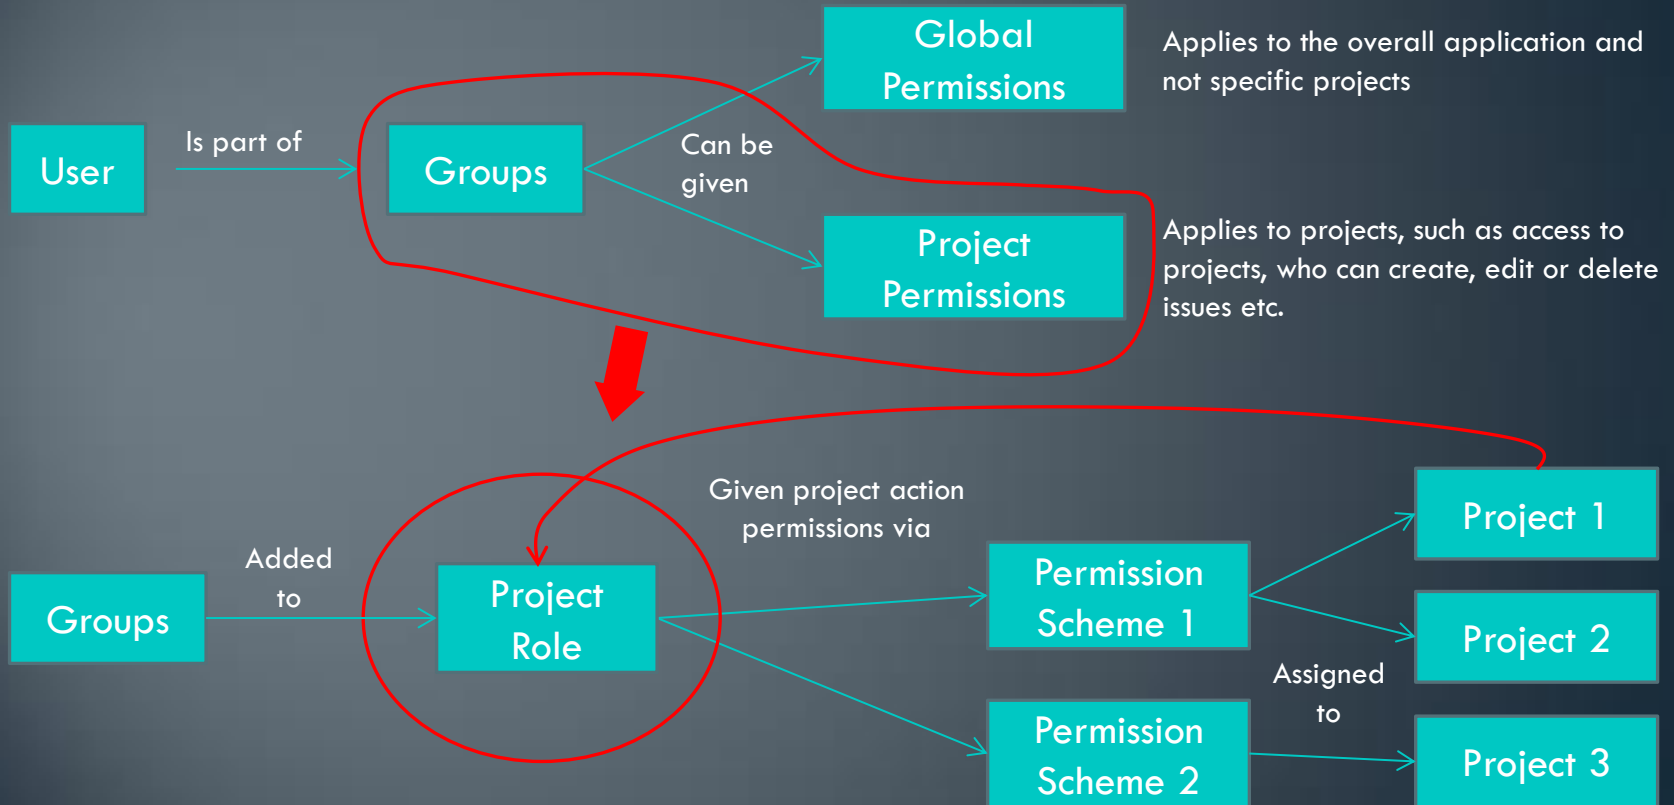 Global
Permissions
Applies to the overall application and
not specific projects
User
Is part of
Groups
Can be
given
Project
Permissions
Applies to projects, such as access to
projects, who can create, edit or delete
issues etc.
Groups
Added
to
Project
Role
Given project action
permissions via
Permission
Scheme 1
Permission
Scheme 2
Assigned
to
Project 1
Project 2
Project 3